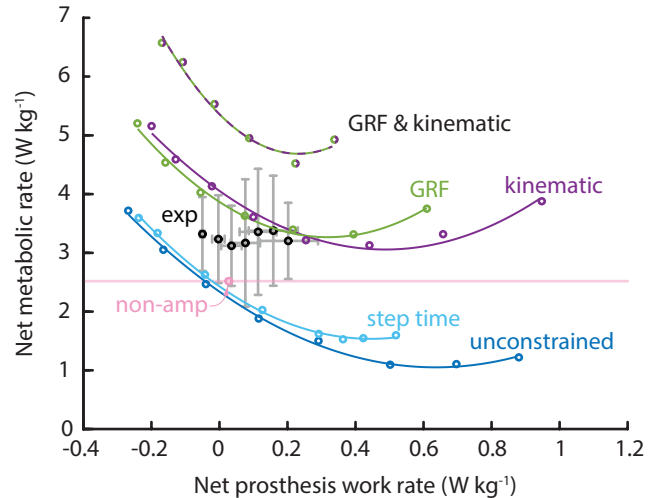 7
6
5
4
3
2
1
0
Net metabolic rate (W kg⁻¹)
GRF & kinematic
GRF
kinematic
exp
non-amp
step time
unconstrained
-0.4 -0.2 0 0.2 0.4 0.6 0.8 1 1.2
Net prosthesis work rate (W kg⁻¹)